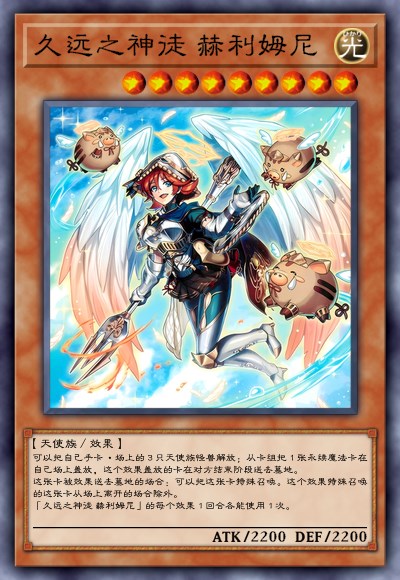 久远之神徒 赫利姆尼
光
ひかり
【天使族/效果】
可以把自己手卡·场上的3只天使族怪兽解放;从卡组把1张永续魔法卡在
自己场上盖放。这个效果盖放的卡在对方结束阶段送去墓地。
这张卡被效果送去墓地的场合;可以把这张卡特殊召唤。这个效果特殊召唤
的这张卡从场上离开的场合除外。
「久远之神徒 赫利姆尼」的每个效果1回合各能使用1次。
ATK/2200 DEF/2200